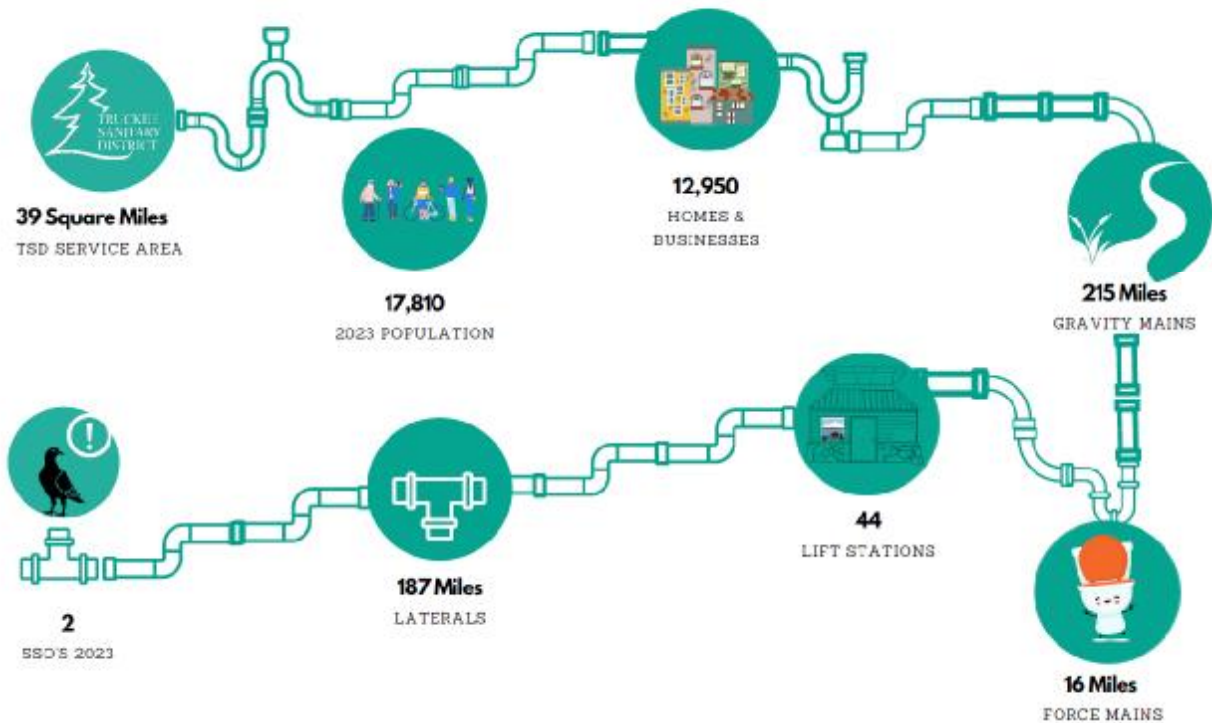 TRUCKEE
SANITARY
DISTRICT
39 Square Miles
TSD SERVICE AREA
17,810
2023 POPULATION
12,950
HOMES &
BUSINESSES
215 Miles
GRAVITY MAINS
!
2
SSO'S 2023
187 Miles
LATERALS
44
LIFT STATIONS
16 Miles
FORCE MAINS